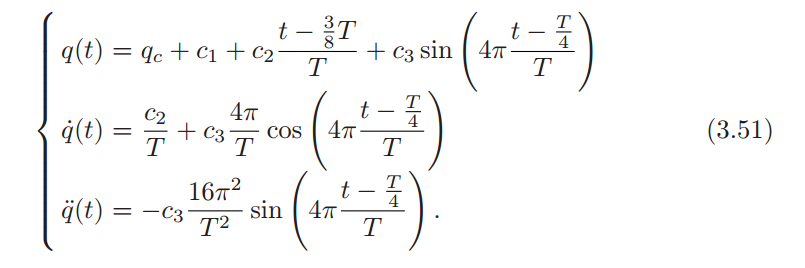 q(t) = q_c + c_1 + c_2 \frac{t - \frac{3}{8}T}{T} + c_3 \sin\left(4\pi \frac{t - \frac{T}{4}}{T}\right)
\dot{q}(t) = \frac{c_2}{T} + c_3 \frac{4\pi}{T} \cos\left(4\pi \frac{t - \frac{T}{4}}{T}\right) (3.51)
\ddot{q}(t) = -c_3 \frac{16\pi^2}{T^2} \sin\left(4\pi \frac{t - \frac{T}{4}}{T}\right).